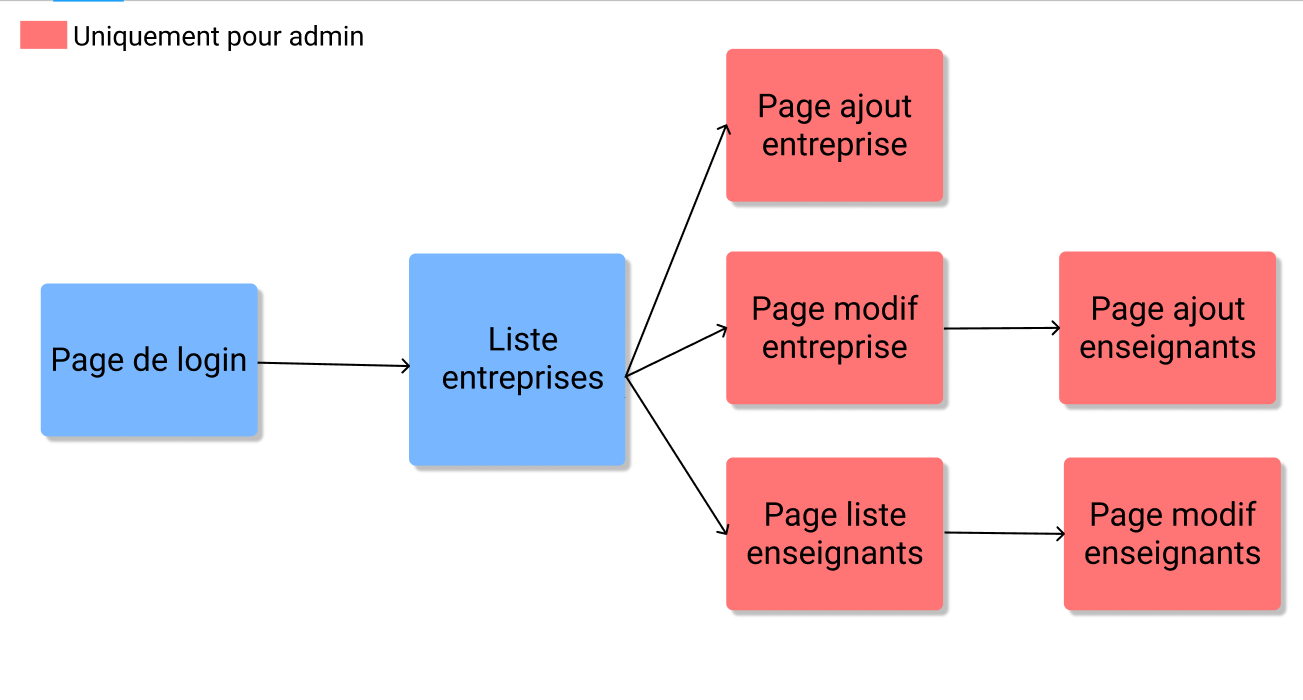 Uniquement pour admin
Page ajout
entreprise
Page de login
Liste
entreprises
Page modif
entreprise
Page ajout
enseignants
Page liste
enseignants
Page modif
enseignants